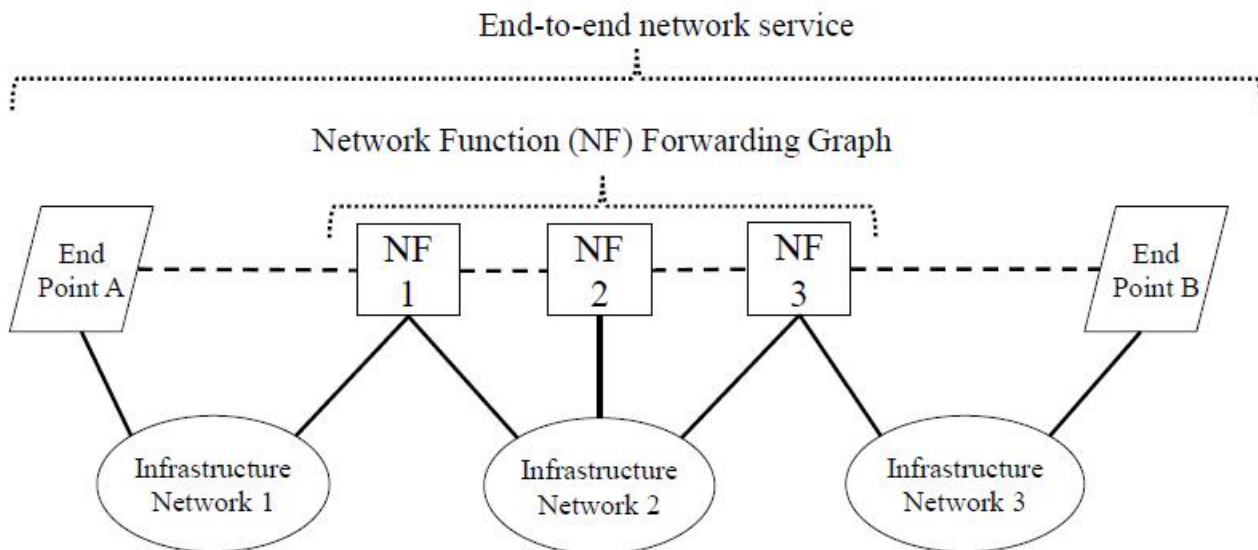 End-to-end network service
Network Function (NF) Forwarding Graph
End
Point A
NF
1
NF
2
NF
3
End
Point B
Infrastructure
Network 1
Infrastructure
Network 2
Infrastructure
Network 3